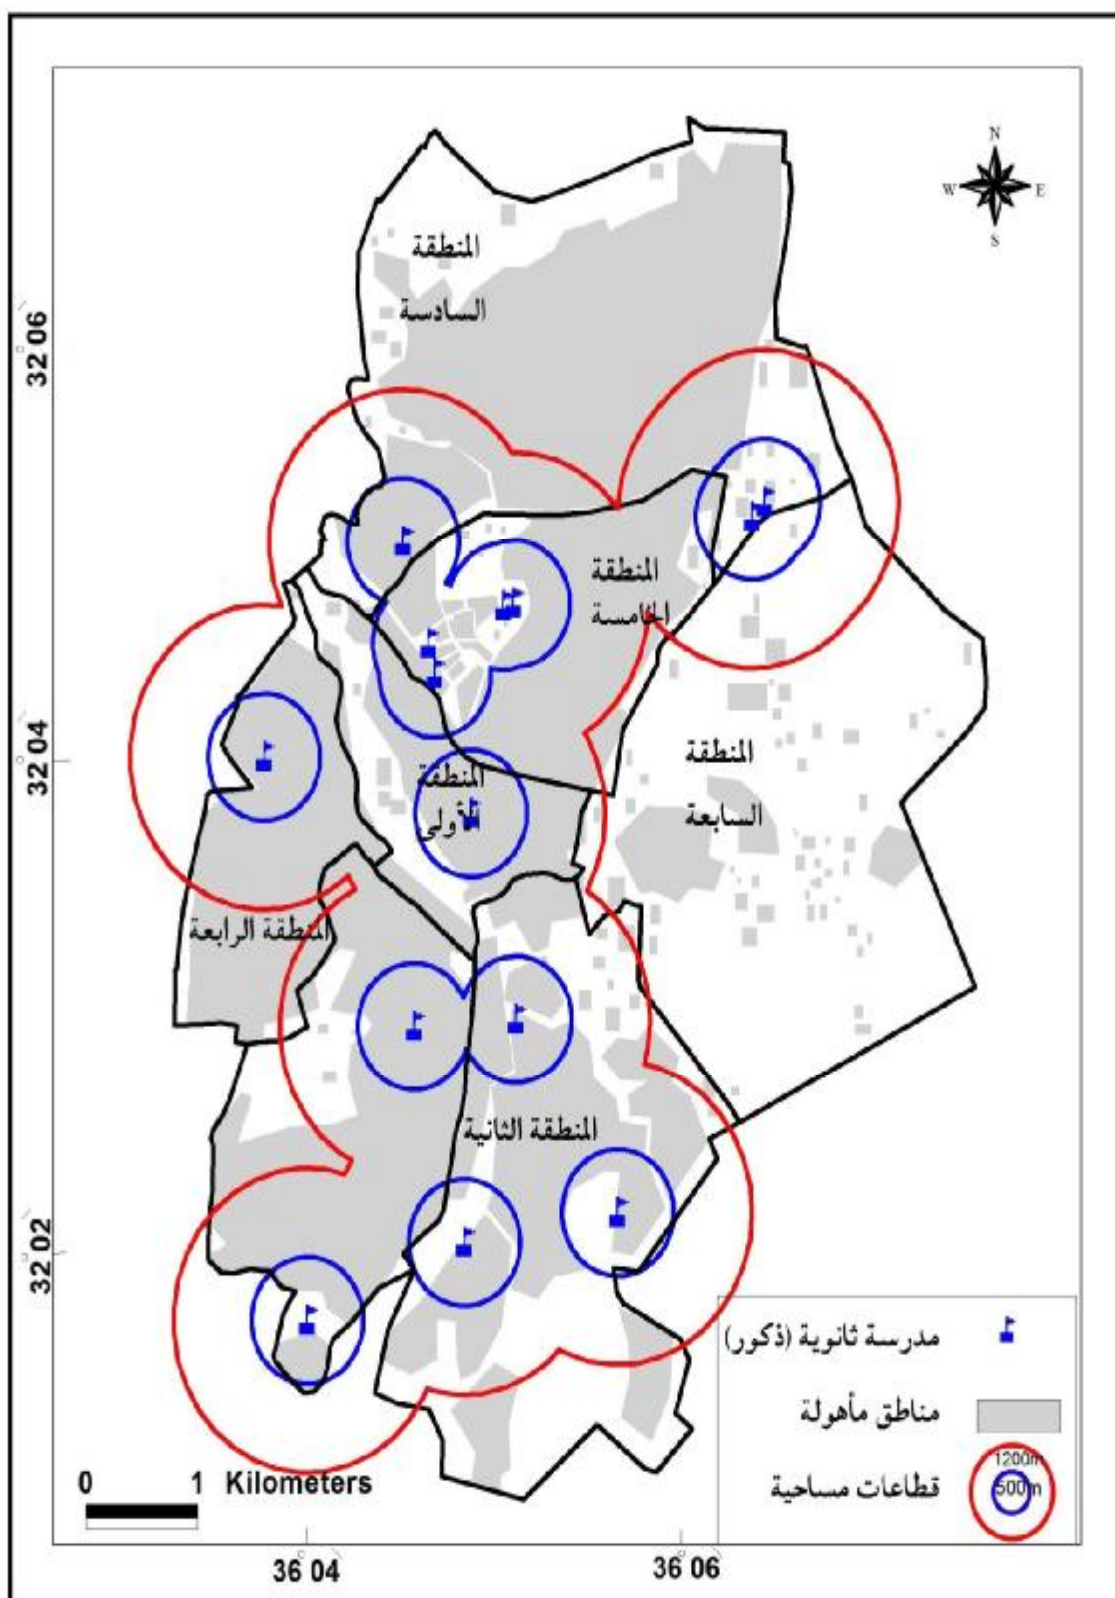 N
W E
S
المنطقة
السادسة
32 06
المنطقة
الخامسة
32 04
المنطقة
السابعة
المنطقة
الأولى
المنطقة الرابعة
المنطقة الثانية
32 02
مدرسة ثانوية (ذكور)
مناطق مأهولة
1200m
500m
قطاعات مساحية
0 1 Kilometers
36 04 36 06